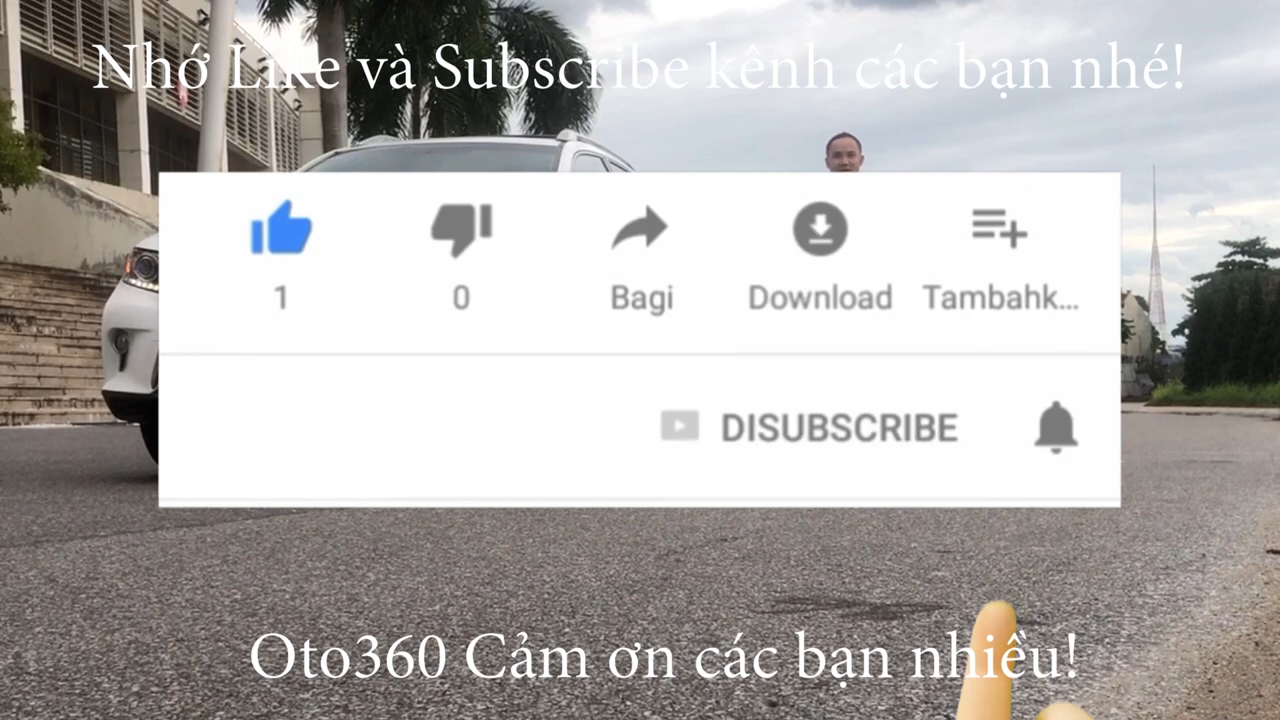 Nhớ Like và Subscribe kênh các bạn nhé!
1 0 Bagi Download Tambahk...
DISUBSCRIBE
Oto360 Cảm ơn các bạn nhiều!